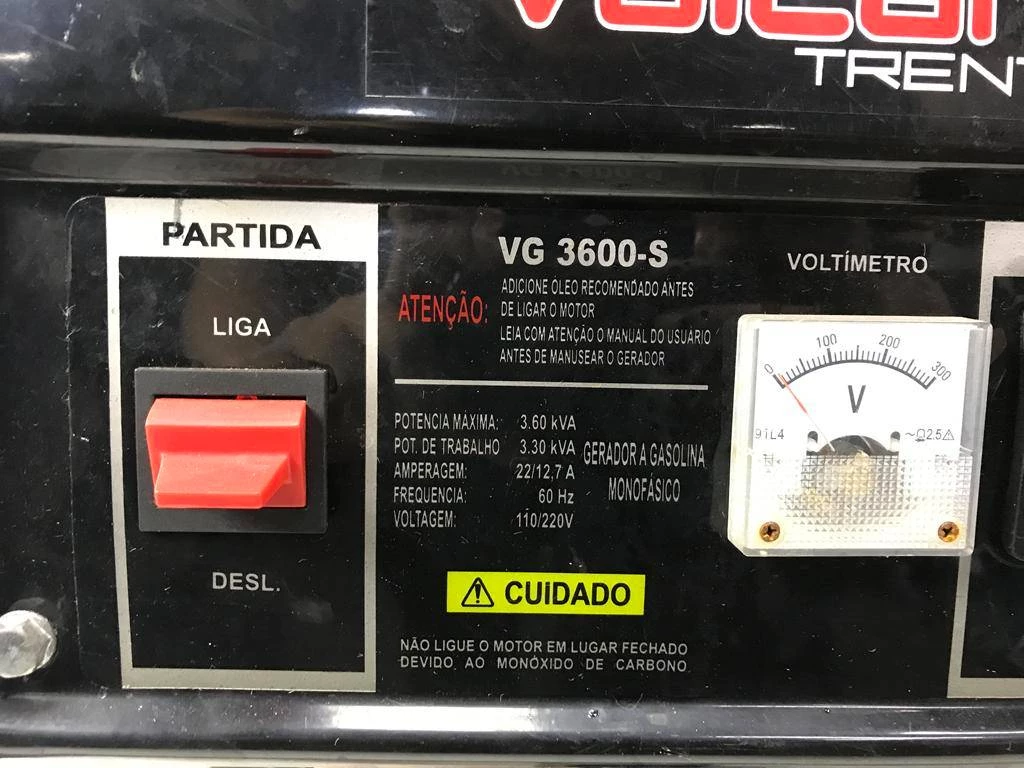 TRENT
PARTIDA
LIGA
DESL.
VG 3600-S
ATENÇÃO:
ADICIONE ÓLEO RECOMENDADO ANTES
DE LIGAR O MOTOR
LEIA COM ATENÇÃO O MANUAL DO USUÁRIO
ANTES DE MANUSEAR O GERADOR
POTENCIA MÁXIMA: 3.60 kVA
POT. DE TRABALHO 3.30 kVA
AMPERAGEM: 22/12,7 A
FREQUENCIA: 60 Hz
VOLTAGEM: 110/220V
GERADOR A GASOLINA
MONOFÁSICO
CUIDADO
NÃO LIGUE O MOTOR EM LUGAR FECHADO
DEVIDO AO MONÓXIDO DE CARBONO
VOLTÍMETRO
0 100 200 300
V
91L4
~Ω2.5